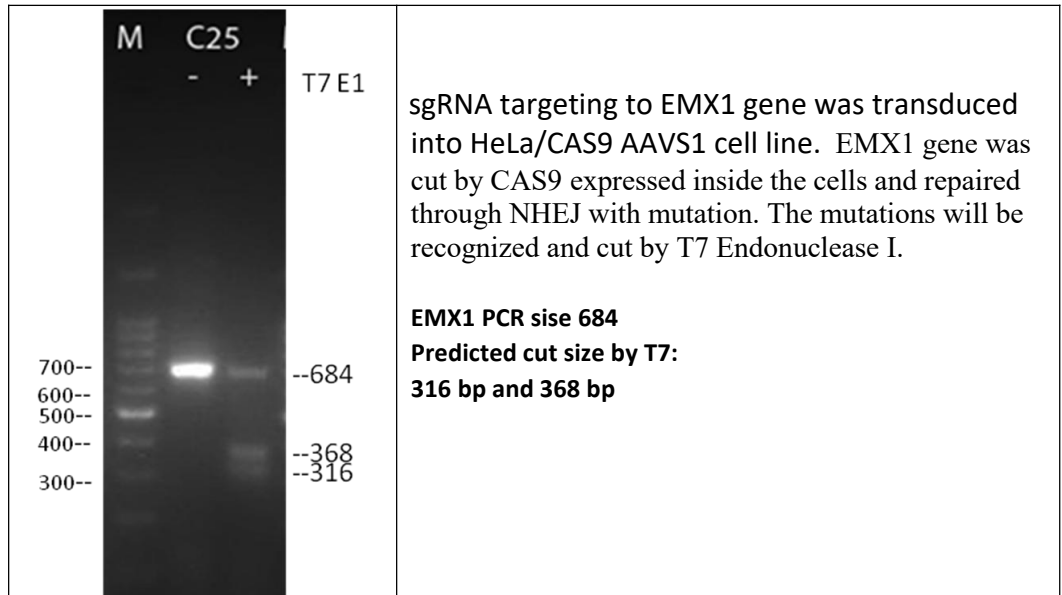 M C25
- + T7 E1
700--
600--
500--
400--
300--
--684
--368
--316
sgRNA targeting to EMX1 gene was transduced
into HeLa/CAS9 AAVS1 cell line. EMX1 gene was
cut by CAS9 expressed inside the cells and repaired
through NHEJ with mutation. The mutations will be
recognized and cut by T7 Endonuclease I.
EMX1 PCR sise 684
Predicted cut size by T7:
316 bp and 368 bp